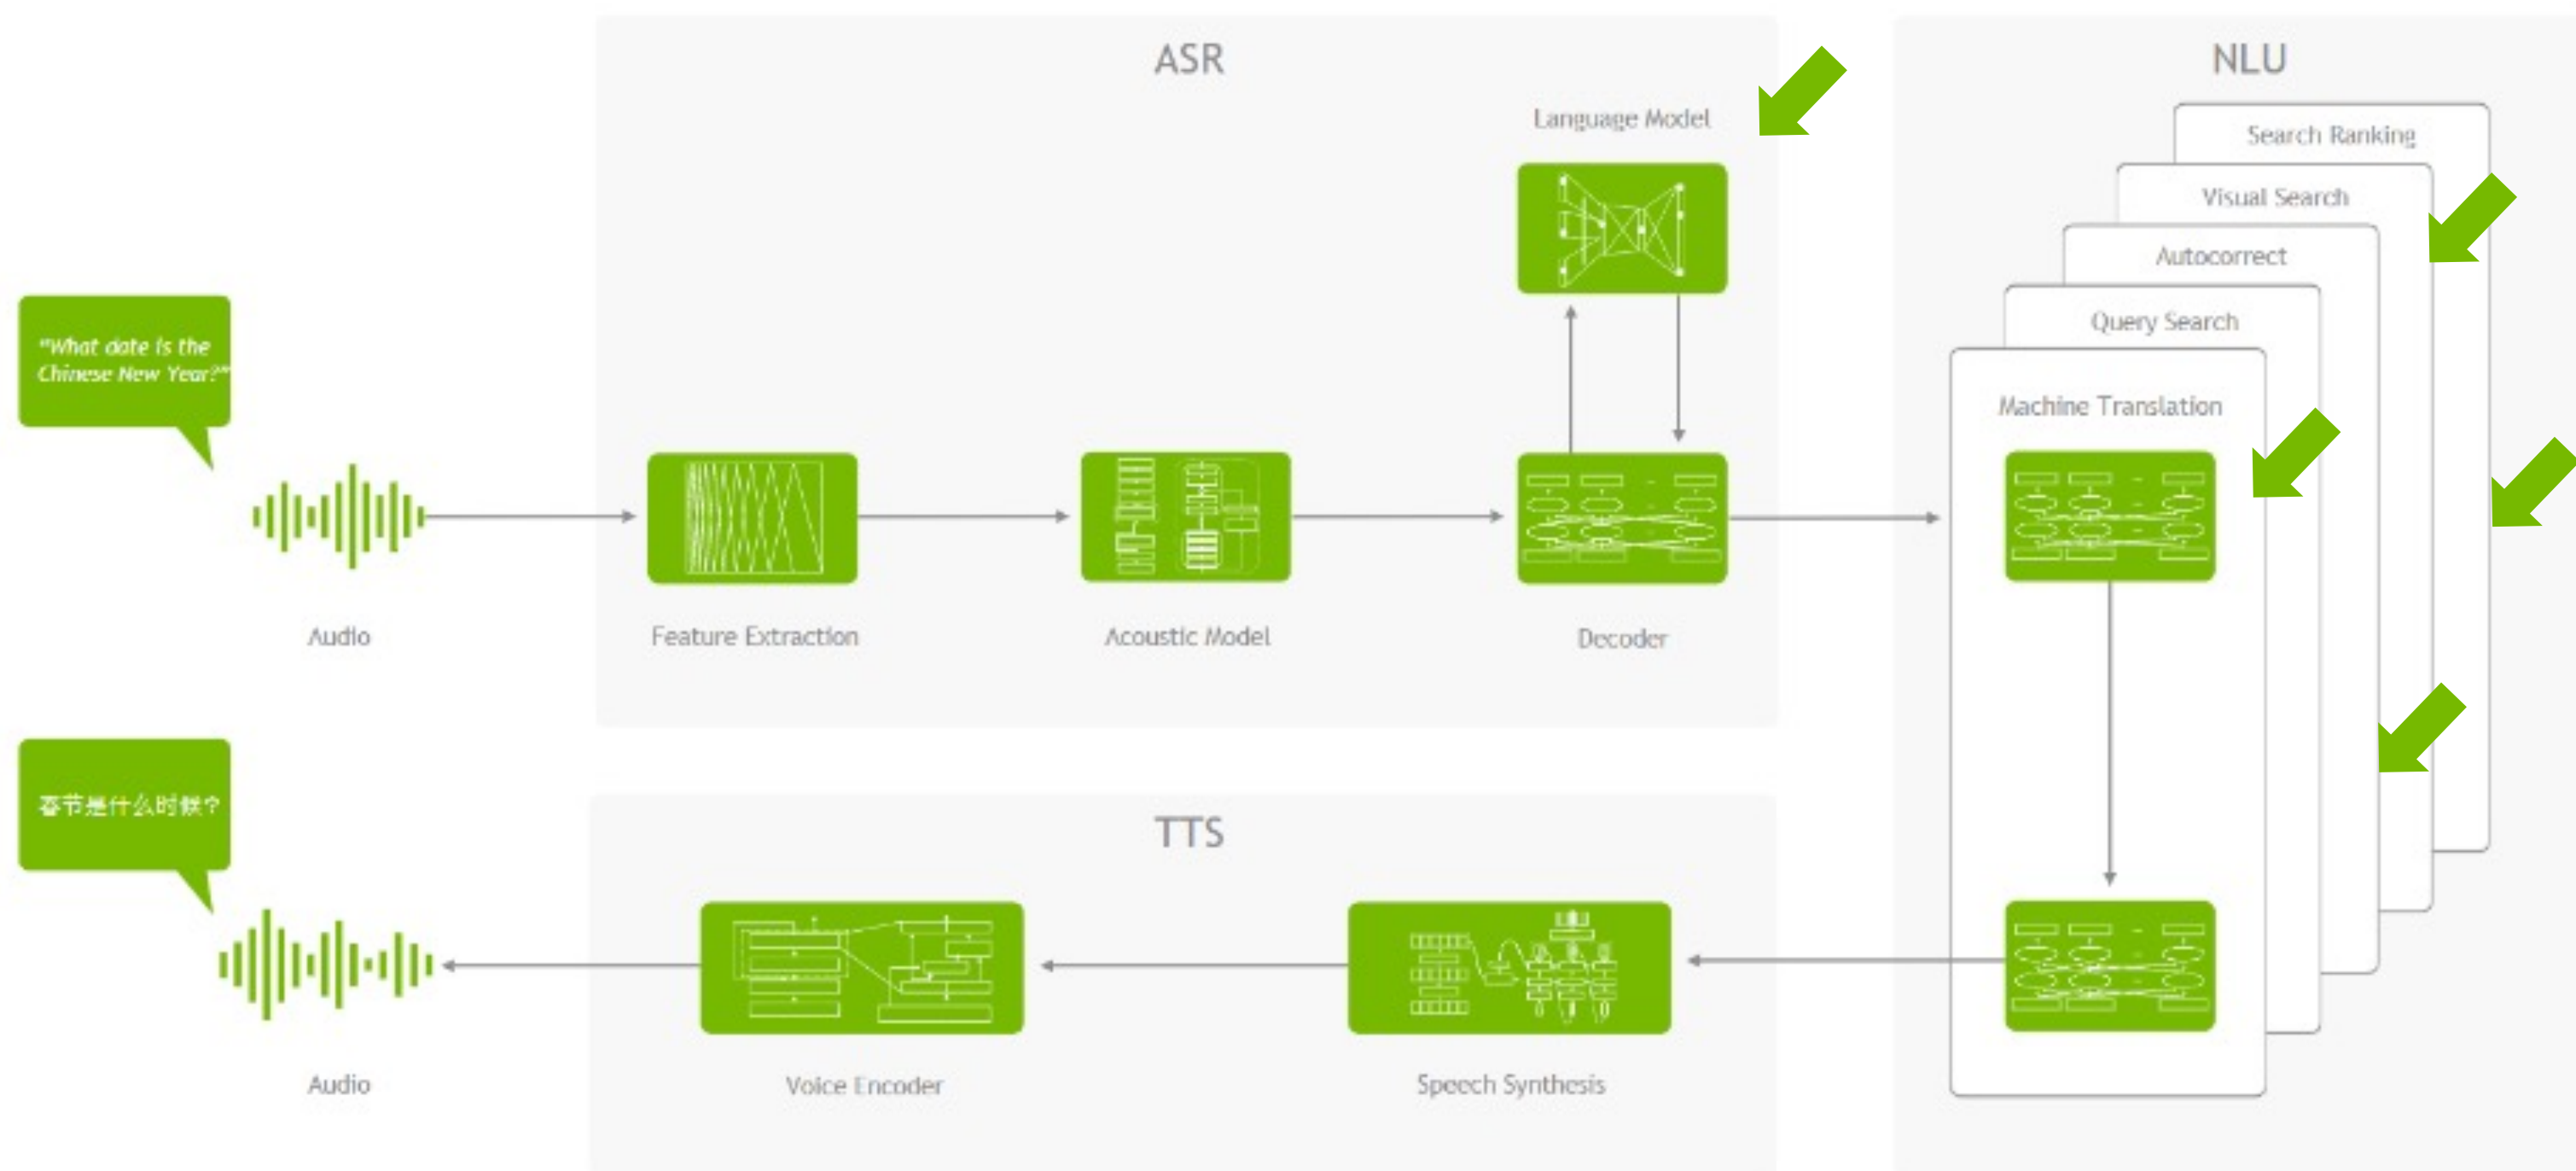 ASR
NLU
Language Model
Search Ranking
Visual Search
Autocorrect
Query Search
Machine Translation
"What date is the
Chinese New Year?"
Audio
Feature Extraction
Acoustic Model
Decoder
TTS
春节是什么时候?
Audio
Voice Encoder
Speech Synthesis